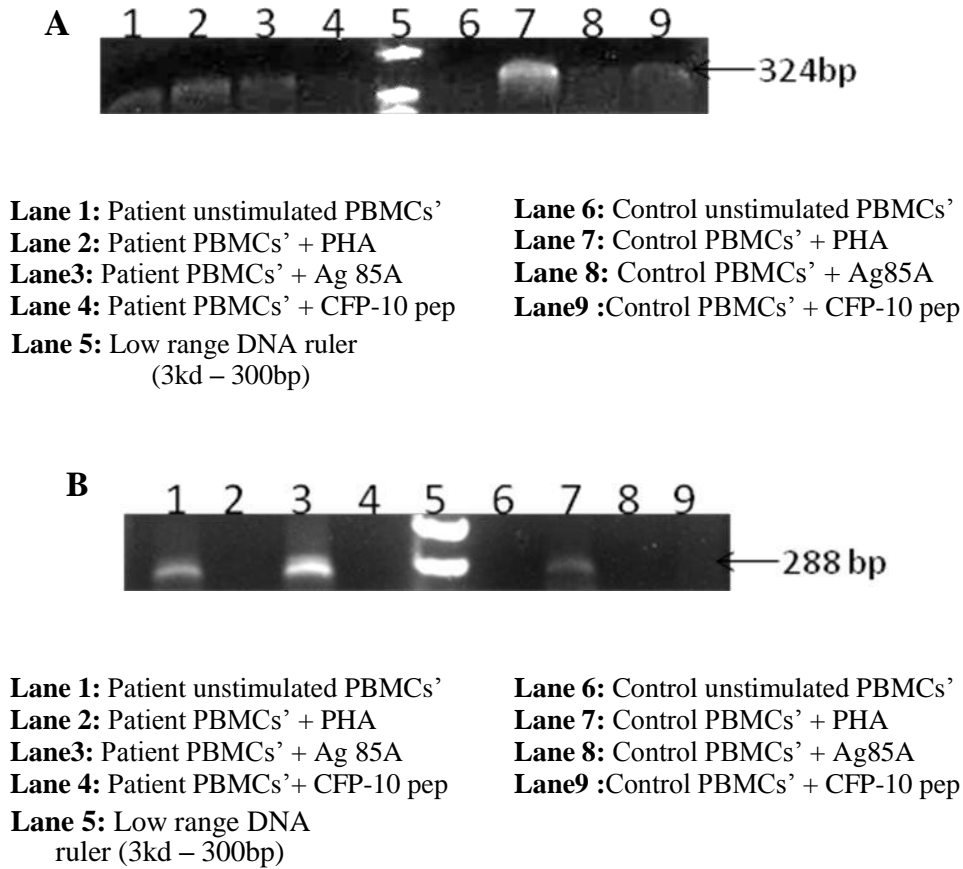 A
1 2 3 4 5 6 7 8 9
324bp
Lane 1: Patient unstimulated PBMCs’
Lane 2: Patient PBMCs’ + PHA
Lane3: Patient PBMCs’ + Ag 85A
Lane 4: Patient PBMCs’ + CFP-10 pep
Lane 5: Low range DNA ruler
(3kd – 300bp)
Lane 6: Control unstimulated PBMCs’
Lane 7: Control PBMCs’ + PHA
Lane 8: Control PBMCs’ + Ag85A
Lane9 :Control PBMCs’ + CFP-10 pep
B
1 2 3 4 5 6 7 8 9
288 bp
Lane 1: Patient unstimulated PBMCs’
Lane 2: Patient PBMCs’ + PHA
Lane3: Patient PBMCs’ + Ag 85A
Lane 4: Patient PBMCs’+ CFP-10 pep
Lane 5: Low range DNA
ruler (3kd – 300bp)
Lane 6: Control unstimulated PBMCs’
Lane 7: Control PBMCs’ + PHA
Lane 8: Control PBMCs’ + Ag85A
Lane9 :Control PBMCs’ + CFP-10 pep